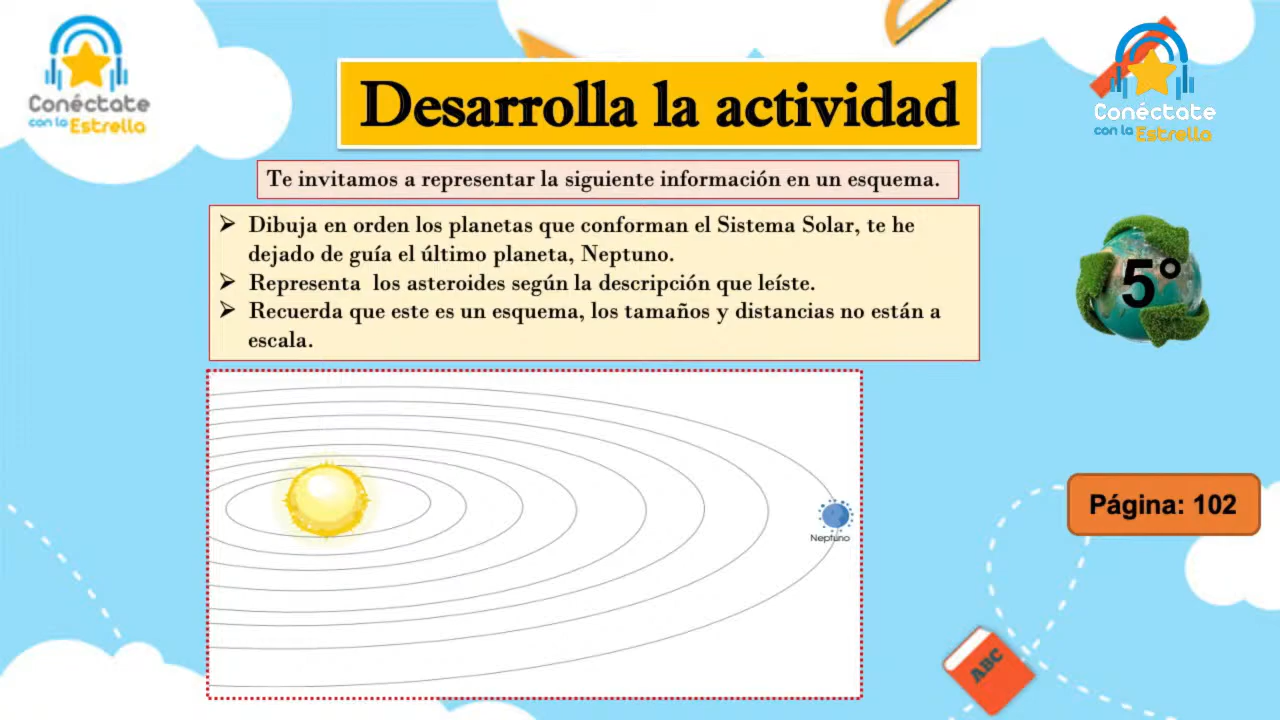 Conéctate
con la Estrella
Desarrolla la actividad
Conéctate
con la Estrella
Te invitamos a representar la siguiente información en un esquema.
➤ Dibuja en orden los planetas que conforman el Sistema Solar, te he
dejado de guía el último planeta, Neptuno.
➤ Representa los asteroides según la descripción que leíste.
➤ Recuerda que este es un esquema, los tamaños y distancias no están a
escala.
5°
Neptuno
Página: 102
ABC